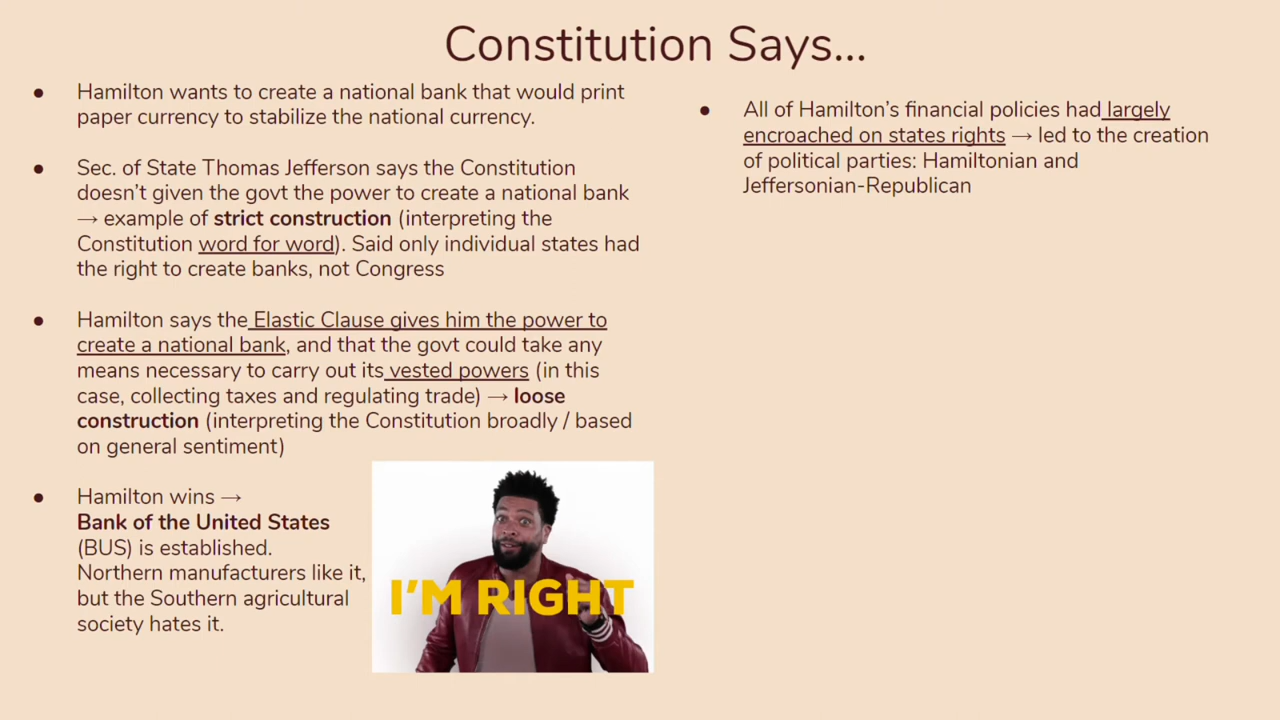 Constitution Says...
● Hamilton wants to create a national bank that would print
paper currency to stabilize the national currency.
● Sec. of State Thomas Jefferson says the Constitution
doesn't given the govt the power to create a national bank
→ example of strict construction (interpreting the
Constitution word for word). Said only individual states had
the right to create banks, not Congress
● Hamilton says the Elastic Clause gives him the power to
create a national bank, and that the govt could take any
means necessary to carry out its vested powers (in this
case, collecting taxes and regulating trade) → loose
construction (interpreting the Constitution broadly / based
on general sentiment)
● Hamilton wins →
Bank of the United States
(BUS) is established.
Northern manufacturers like it,
but the Southern agricultural
society hates it.
I'M RIGHT
● All of Hamilton's financial policies had largely
encroached on states rights → led to the creation
of political parties: Hamiltonian and
Jeffersonian-Republican